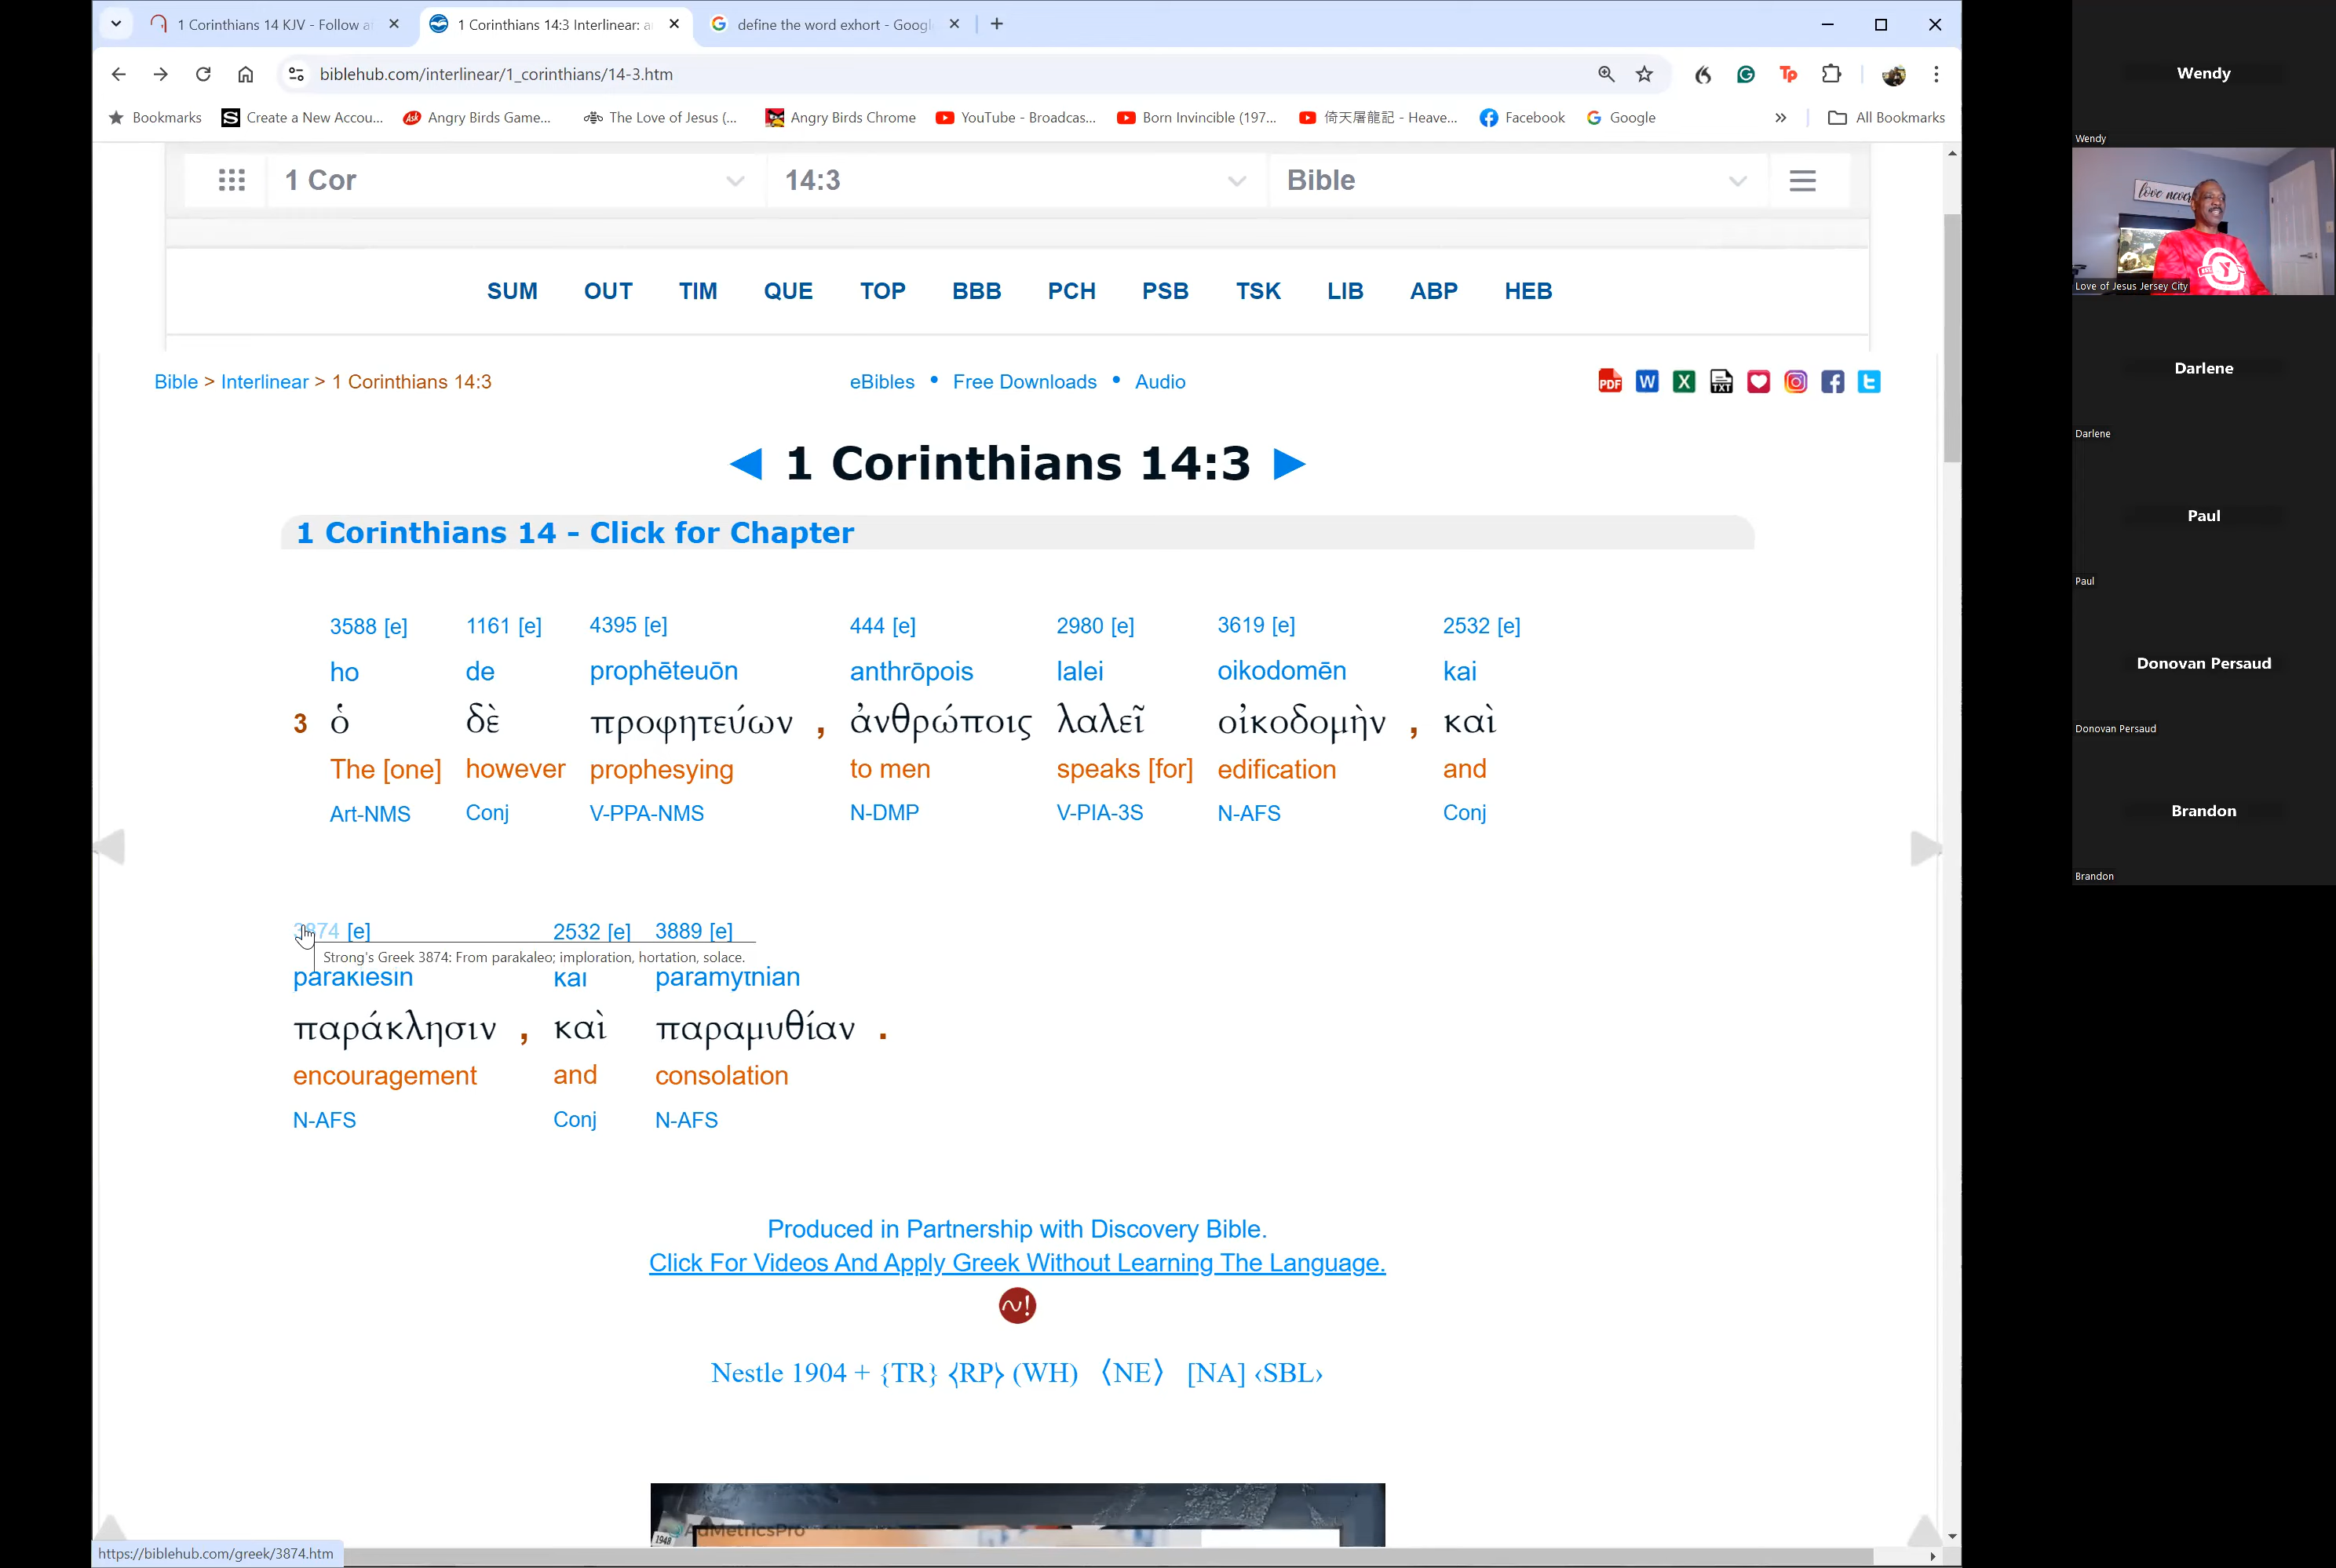 1 Corinthians 14 KJV - Follow a
1 Corinthians 14:3 Interlinear: a
define the word exhort - Googl
biblehub.com/interlinear/1_corinthians/14-3.htm
Bookmarks Create a New Accou... Angry Birds Game... The Love of Jesus (... Angry Birds Chrome YouTube - Broadcas... Born Invincible (197... 倚天屠龍記 - Heave... Facebook Google » All Bookmarks
1 Cor 14:3 Bible
SUM OUT TIM QUE TOP BBB PCH PSB TSK LIB ABP HEB
Bible > Interlinear > 1 Corinthians 14:3
eBibles • Free Downloads • Audio
PDF W X TXT
◄ 1 Corinthians 14:3 ►
1 Corinthians 14 - Click for Chapter
3588 [e] 1161 [e] 4395 [e] 444 [e] 2980 [e] 3619 [e] 2532 [e]
ho de prophēteuōn anthrōpois lalei oikodomēn kai
3 ὁ δὲ προφητεύων , ἀνθρώποις λαλεῖ οἰκοδομὴν , καὶ
The [one] however prophesying to men speaks [for] edification and
Art-NMS Conj V-PPA-NMS N-DMP V-PIA-3S N-AFS Conj
3874 [e] 2532 [e] 3889 [e]
Strong's Greek 3874: From parakaleo; imploration, hortation, solace.
paraklēsin kai paramythian
παράκλησιν , καὶ παραμυθίαν .
encouragement and consolation
N-AFS Conj N-AFS
Produced in Partnership with Discovery Bible.
Click For Videos And Apply Greek Without Learning The Language.
Nestle 1904 + {TR} ⧼RP⧽ (WH) 〈NE〉 [NA] ‹SBL›
AdMetricsPro
1948
https://biblehub.com/greek/3874.htm
Wendy
Wendy
love never
Love of Jesus Jersey City
Darlene
Darlene
Paul
Paul
Donovan Persaud
Donovan Persaud
Brandon
Brandon